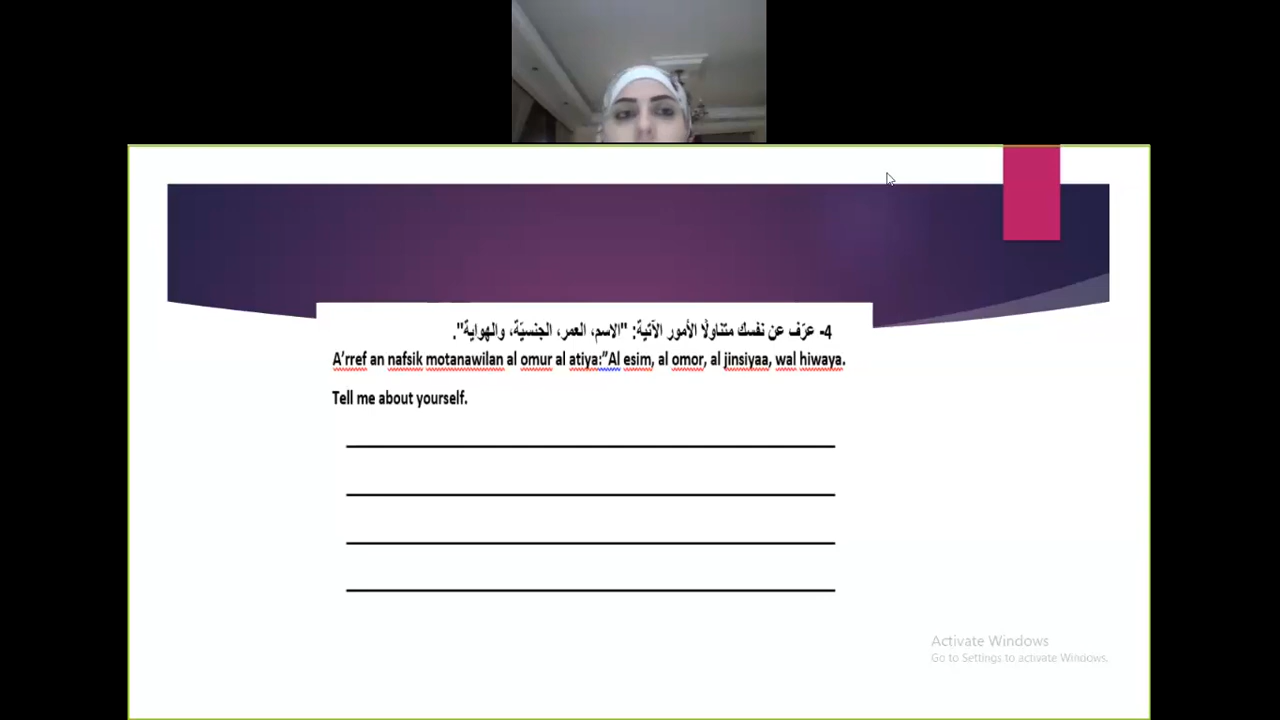 4- عرّف عن نفسك متناولًا الأمور الآتية: "الاسم، العمر، الجنسيّة، والهواية".
A’rref an nafsik motanawilan al omur al atiya:”Al esim, al omor, al jinsiyaa, wal hiwaya.
Tell me about yourself.
Activate Windows
Go to Settings to activate Windows.